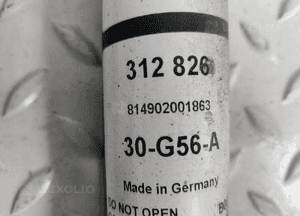 312 826
814902001863
30-G56-A
Made in Germany
DO NOT OPEN